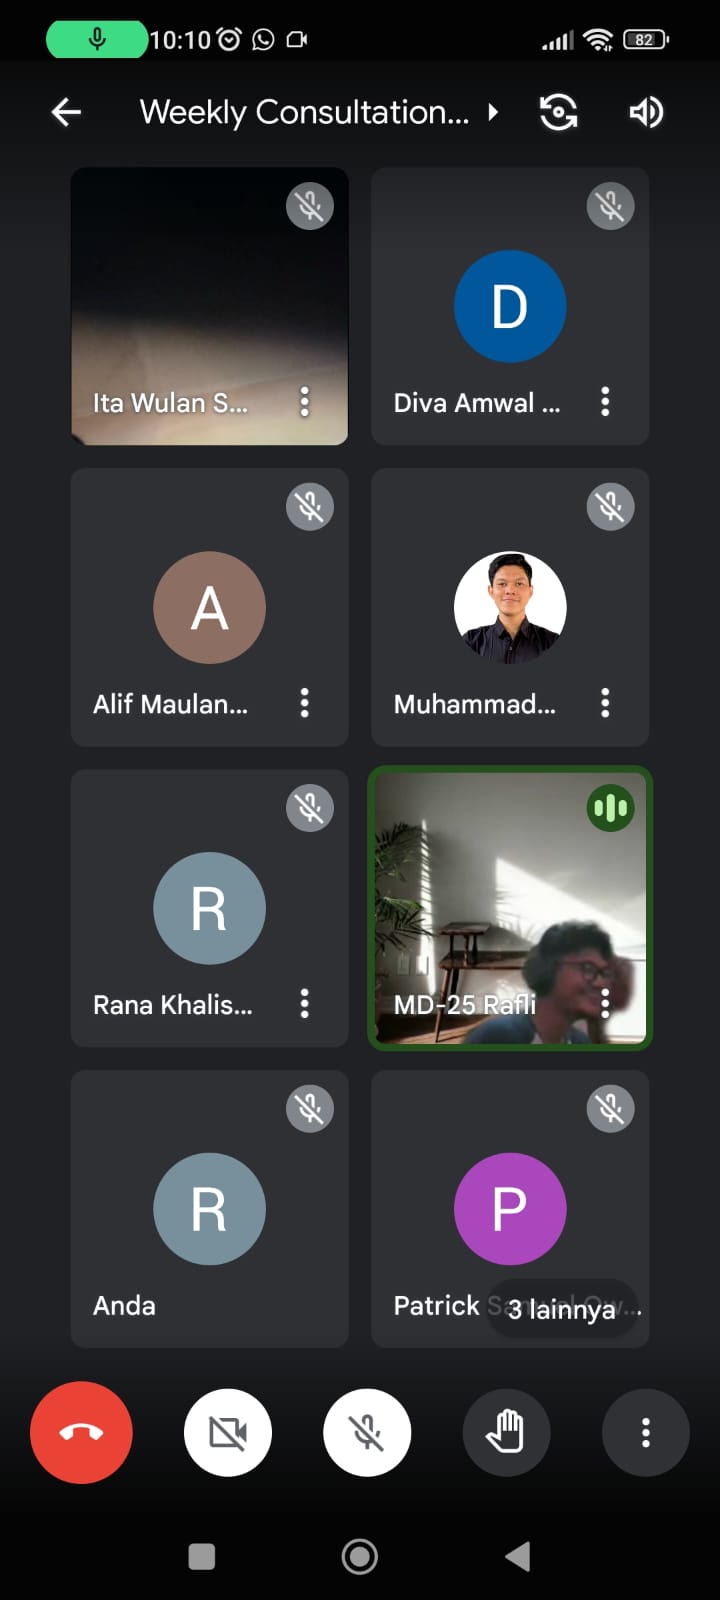 10:10
82
Weekly Consultation...
Ita Wulan S...
D
Diva Amwal ...
A
Alif Maulan...
Muhammad...
R
Rana Khalis...
MD-25 Rafli
R
Anda
P
Patrick
3 lainnya